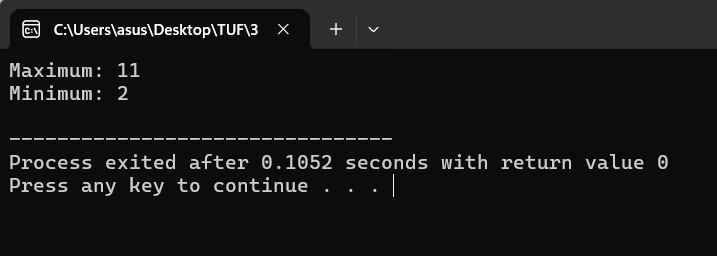 C:\Users\asus\Desktop\TUF\3
Maximum: 11
Minimum: 2
--------------------------------
Process exited after 0.1052 seconds with return value 0
Press any key to continue . . .